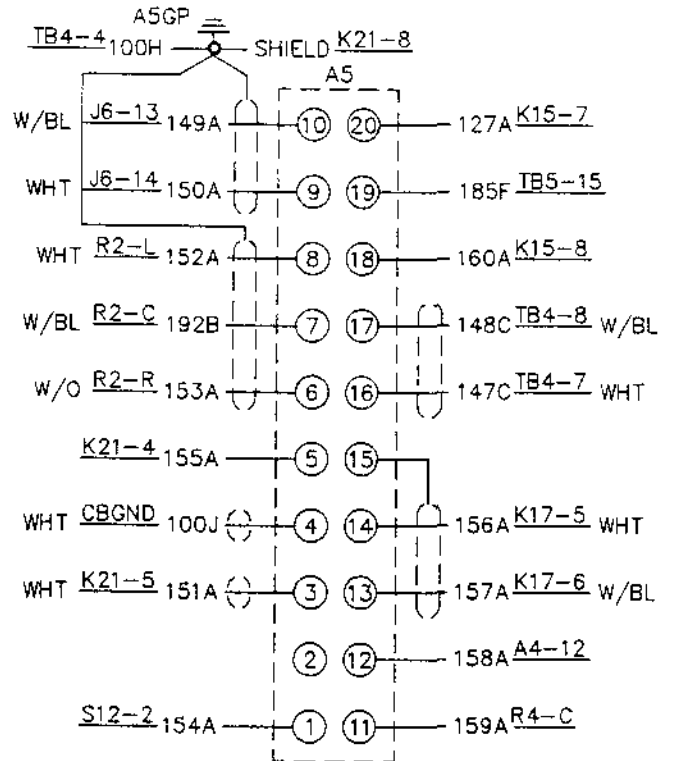 A5GP
TB4-4 100H SHIELD K21-8
A5
W/BL J6-13 149A 10 20 127A K15-7
WHT J6-14 150A 9 19 185F TB5-15
WHT R2-L 152A 8 18 160A K15-8
W/BL R2-C 192B 7 17 148C TB4-8 W/BL
W/O R2-R 153A 6 16 147C TB4-7 WHT
K21-4 155A 5 15
WHT CBGND 100J 4 14 156A K17-5 WHT
WHT K21-5 151A 3 13 157A K17-6 W/BL
2 12 158A A4-12
S12-2 154A 1 11 159A R4-C